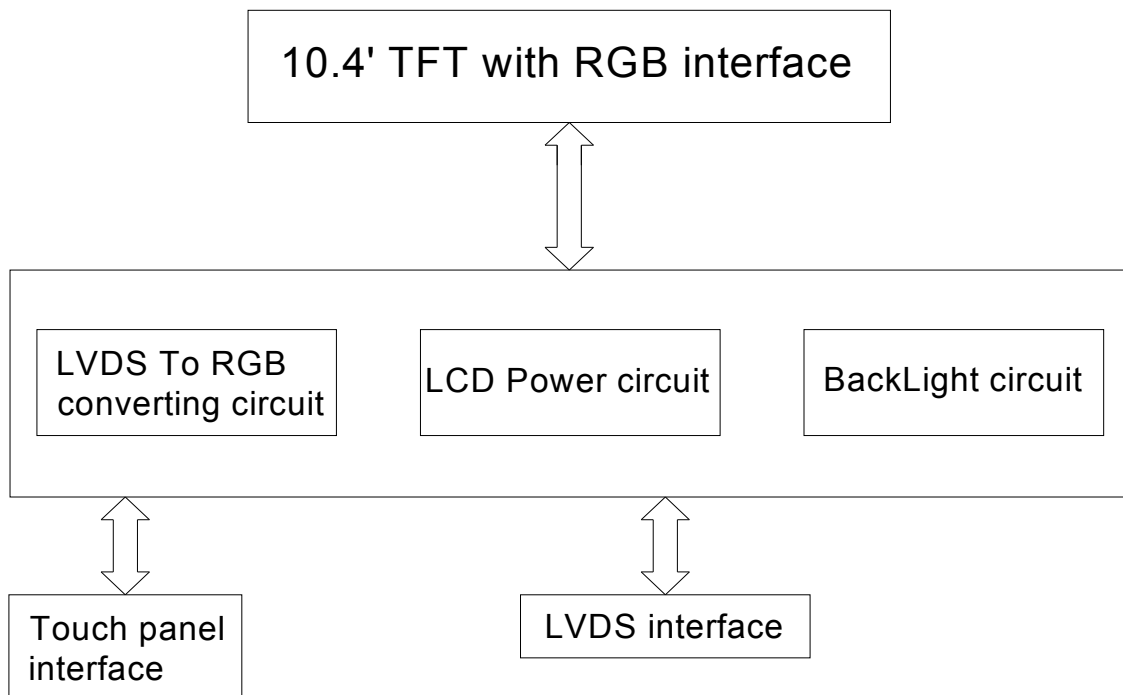 10.4' TFT with RGB interface
LVDS To RGB
converting circuit
LCD Power circuit
BackLight circuit
Touch panel
interface
LVDS interface